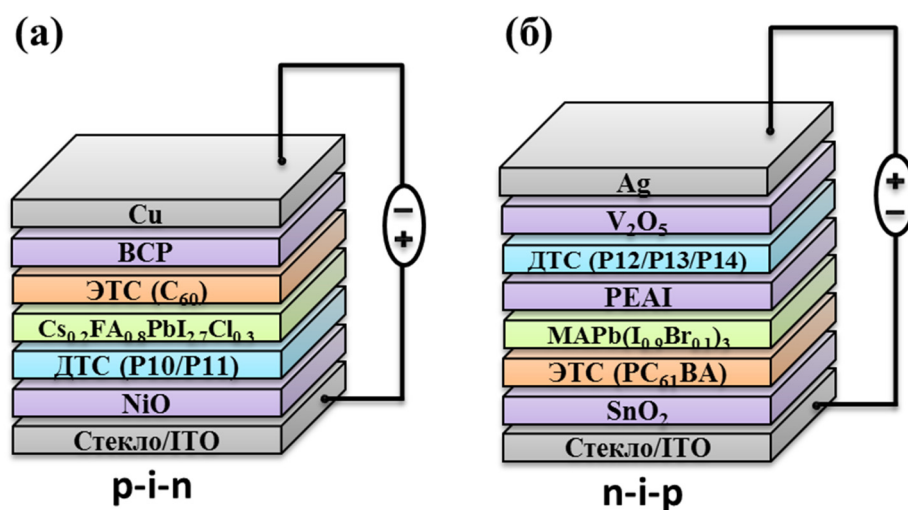 (а)
Cu
BCP
ЭТС (C₆₀)
Cs₀.₂FA₀.₈PbI₂.₇Cl₀.₃
ДТС (P10/P11)
NiO
Стекло/ITO
p-i-n
−
+
(б)
Ag
V₂O₅
ДТС (P12/P13/P14)
PEAI
MAPb(I₀.₉Br₀.₁)₃
ЭТС (PC₆₁BA)
SnO₂
Стекло/ITO
n-i-p
+
−